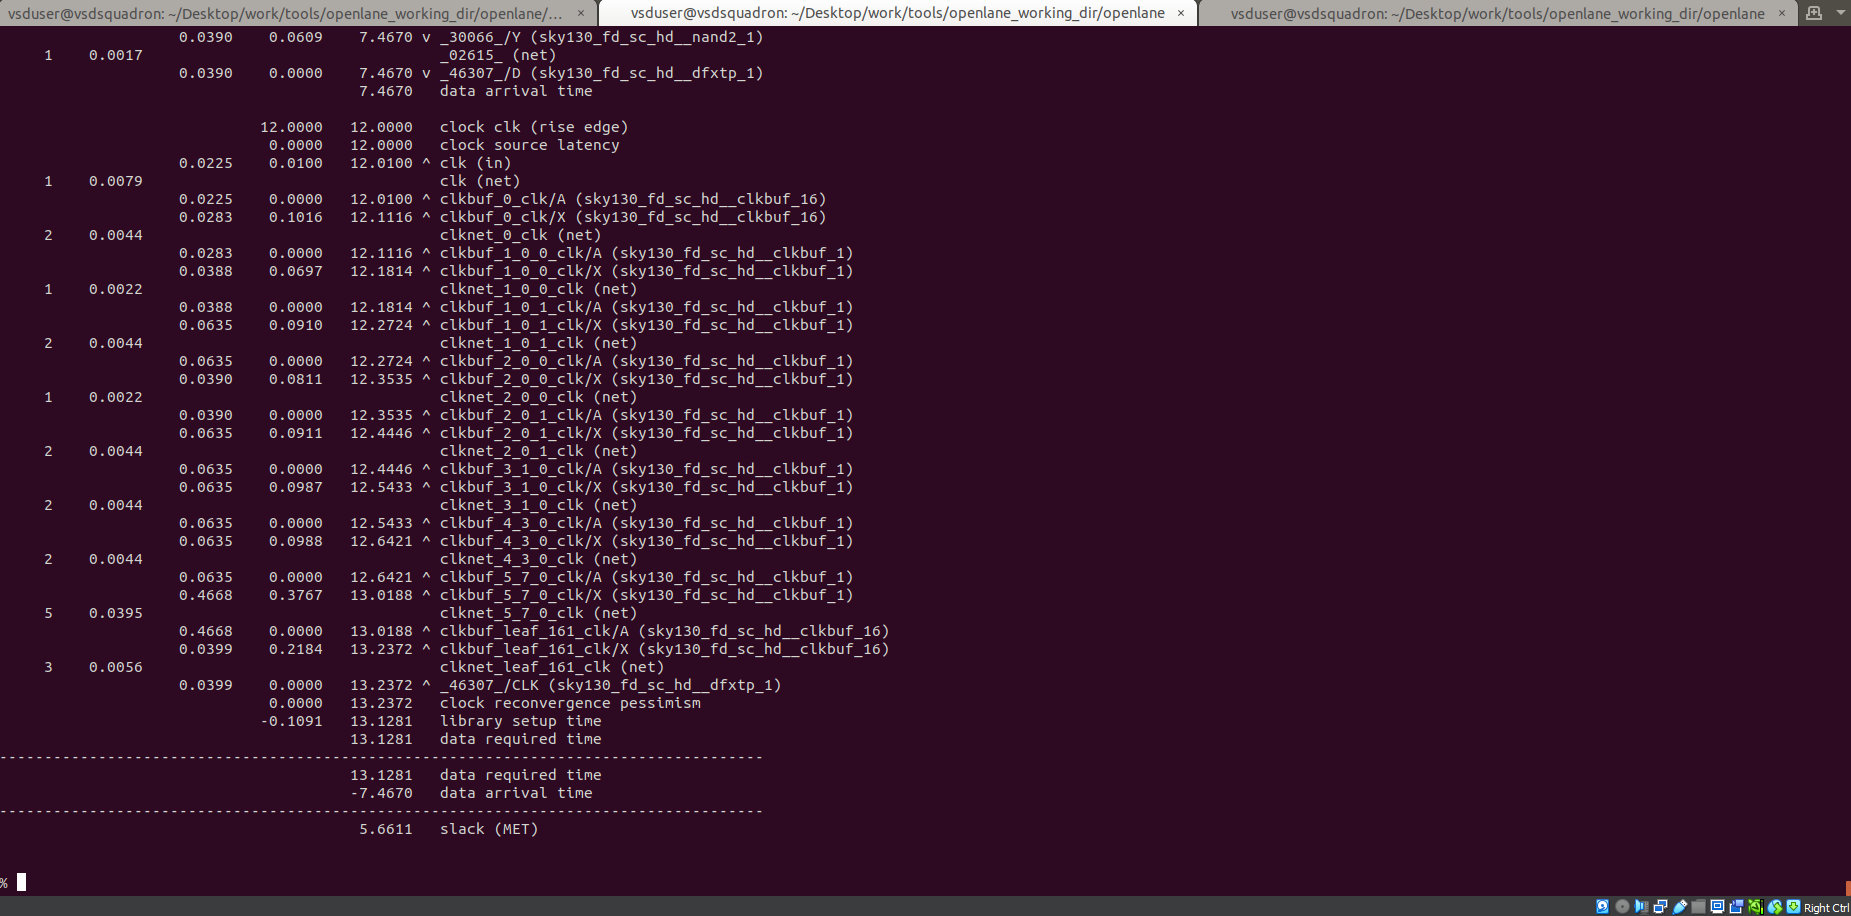 vsduser@vsdsquadron: ~/Desktop/work/tools/openlane_working_dir/openlane/... × vsduser@vsdsquadron: ~/Desktop/work/tools/openlane_working_dir/openlane × vsduser@vsdsquadron: ~/Desktop/work/tools/openlane_working_dir/openlane ×
0.0390 0.0609 7.4670 v _30066_/Y (sky130_fd_sc_hd__nand2_1)
1 0.0017 _02615_ (net)
0.0390 0.0000 7.4670 v _46307_/D (sky130_fd_sc_hd__dfxtp_1)
7.4670 data arrival time
12.0000 12.0000 clock clk (rise edge)
0.0000 12.0000 clock source latency
0.0225 0.0100 12.0100 ^ clk (in)
1 0.0079 clk (net)
0.0225 0.0000 12.0100 ^ clkbuf_0_clk/A (sky130_fd_sc_hd__clkbuf_16)
0.0283 0.1016 12.1116 ^ clkbuf_0_clk/X (sky130_fd_sc_hd__clkbuf_16)
2 0.0044 clknet_0_clk (net)
0.0283 0.0000 12.1116 ^ clkbuf_1_0_0_clk/A (sky130_fd_sc_hd__clkbuf_1)
0.0388 0.0697 12.1814 ^ clkbuf_1_0_0_clk/X (sky130_fd_sc_hd__clkbuf_1)
1 0.0022 clknet_1_0_0_clk (net)
0.0388 0.0000 12.1814 ^ clkbuf_1_0_1_clk/A (sky130_fd_sc_hd__clkbuf_1)
0.0635 0.0910 12.2724 ^ clkbuf_1_0_1_clk/X (sky130_fd_sc_hd__clkbuf_1)
2 0.0044 clknet_1_0_1_clk (net)
0.0635 0.0000 12.2724 ^ clkbuf_2_0_0_clk/A (sky130_fd_sc_hd__clkbuf_1)
0.0390 0.0811 12.3535 ^ clkbuf_2_0_0_clk/X (sky130_fd_sc_hd__clkbuf_1)
1 0.0022 clknet_2_0_0_clk (net)
0.0390 0.0000 12.3535 ^ clkbuf_2_0_1_clk/A (sky130_fd_sc_hd__clkbuf_1)
0.0635 0.0911 12.4446 ^ clkbuf_2_0_1_clk/X (sky130_fd_sc_hd__clkbuf_1)
2 0.0044 clknet_2_0_1_clk (net)
0.0635 0.0000 12.4446 ^ clkbuf_3_1_0_clk/A (sky130_fd_sc_hd__clkbuf_1)
0.0635 0.0987 12.5433 ^ clkbuf_3_1_0_clk/X (sky130_fd_sc_hd__clkbuf_1)
2 0.0044 clknet_3_1_0_clk (net)
0.0635 0.0000 12.5433 ^ clkbuf_4_3_0_clk/A (sky130_fd_sc_hd__clkbuf_1)
0.0635 0.0988 12.6421 ^ clkbuf_4_3_0_clk/X (sky130_fd_sc_hd__clkbuf_1)
2 0.0044 clknet_4_3_0_clk (net)
0.0635 0.0000 12.6421 ^ clkbuf_5_7_0_clk/A (sky130_fd_sc_hd__clkbuf_1)
0.4668 0.3767 13.0188 ^ clkbuf_5_7_0_clk/X (sky130_fd_sc_hd__clkbuf_1)
5 0.0395 clknet_5_7_0_clk (net)
0.4668 0.0000 13.0188 ^ clkbuf_leaf_161_clk/A (sky130_fd_sc_hd__clkbuf_16)
0.0399 0.2184 13.2372 ^ clkbuf_leaf_161_clk/X (sky130_fd_sc_hd__clkbuf_16)
3 0.0056 clknet_leaf_161_clk (net)
0.0399 0.0000 13.2372 ^ _46307_/CLK (sky130_fd_sc_hd__dfxtp_1)
0.0000 13.2372 clock reconvergence pessimism
-0.1091 13.1281 library setup time
13.1281 data required time
-------------------------------------------------------------------------------------
13.1281 data required time
-7.4670 data arrival time
-------------------------------------------------------------------------------------
5.6611 slack (MET)
%
Right Ctrl